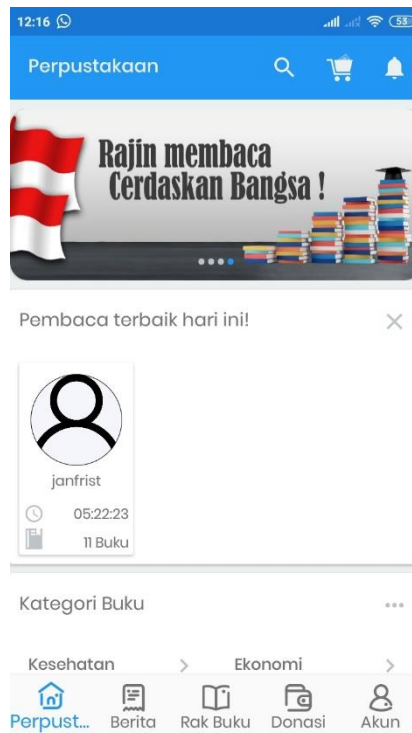 12:16 53
Perpustakaan
Rajin membaca
Cerdaskan Bangsa !
Pembaca terbaik hari ini!
janfrist
05:22:23
11 Buku
Kategori Buku
Kesehatan > Ekonomi >
Perpust... Berita Rak Buku Donasi Akun